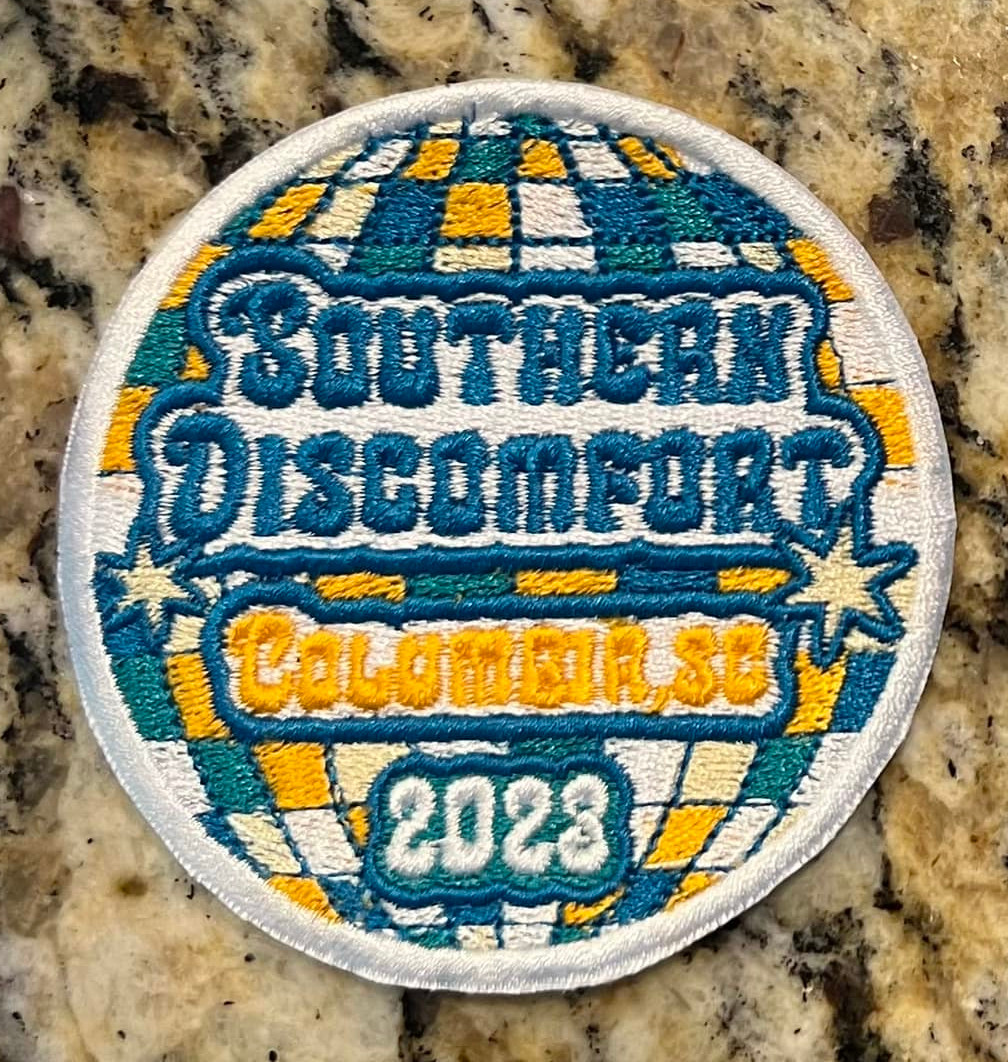 SOUTHERN
DISCOMFORT
COLUMBIA, SC
2023